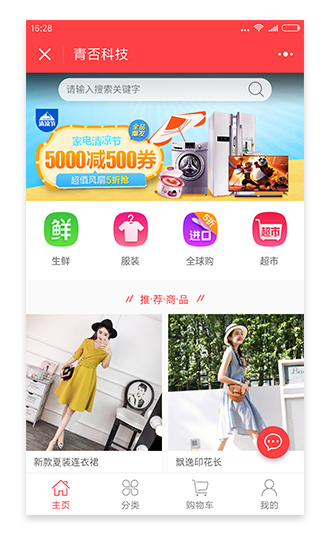 16:28
青否科技
请输入搜索关键字
清凉节
家电清凉节
全品爆发
5000减500券
超值风扇5折抢
鲜
5折
进口
超市
生鲜
服装
全球购
超市
推·荐·商·品
新款夏装连衣裙
飘逸印花长
主页
分类
购物车
我的